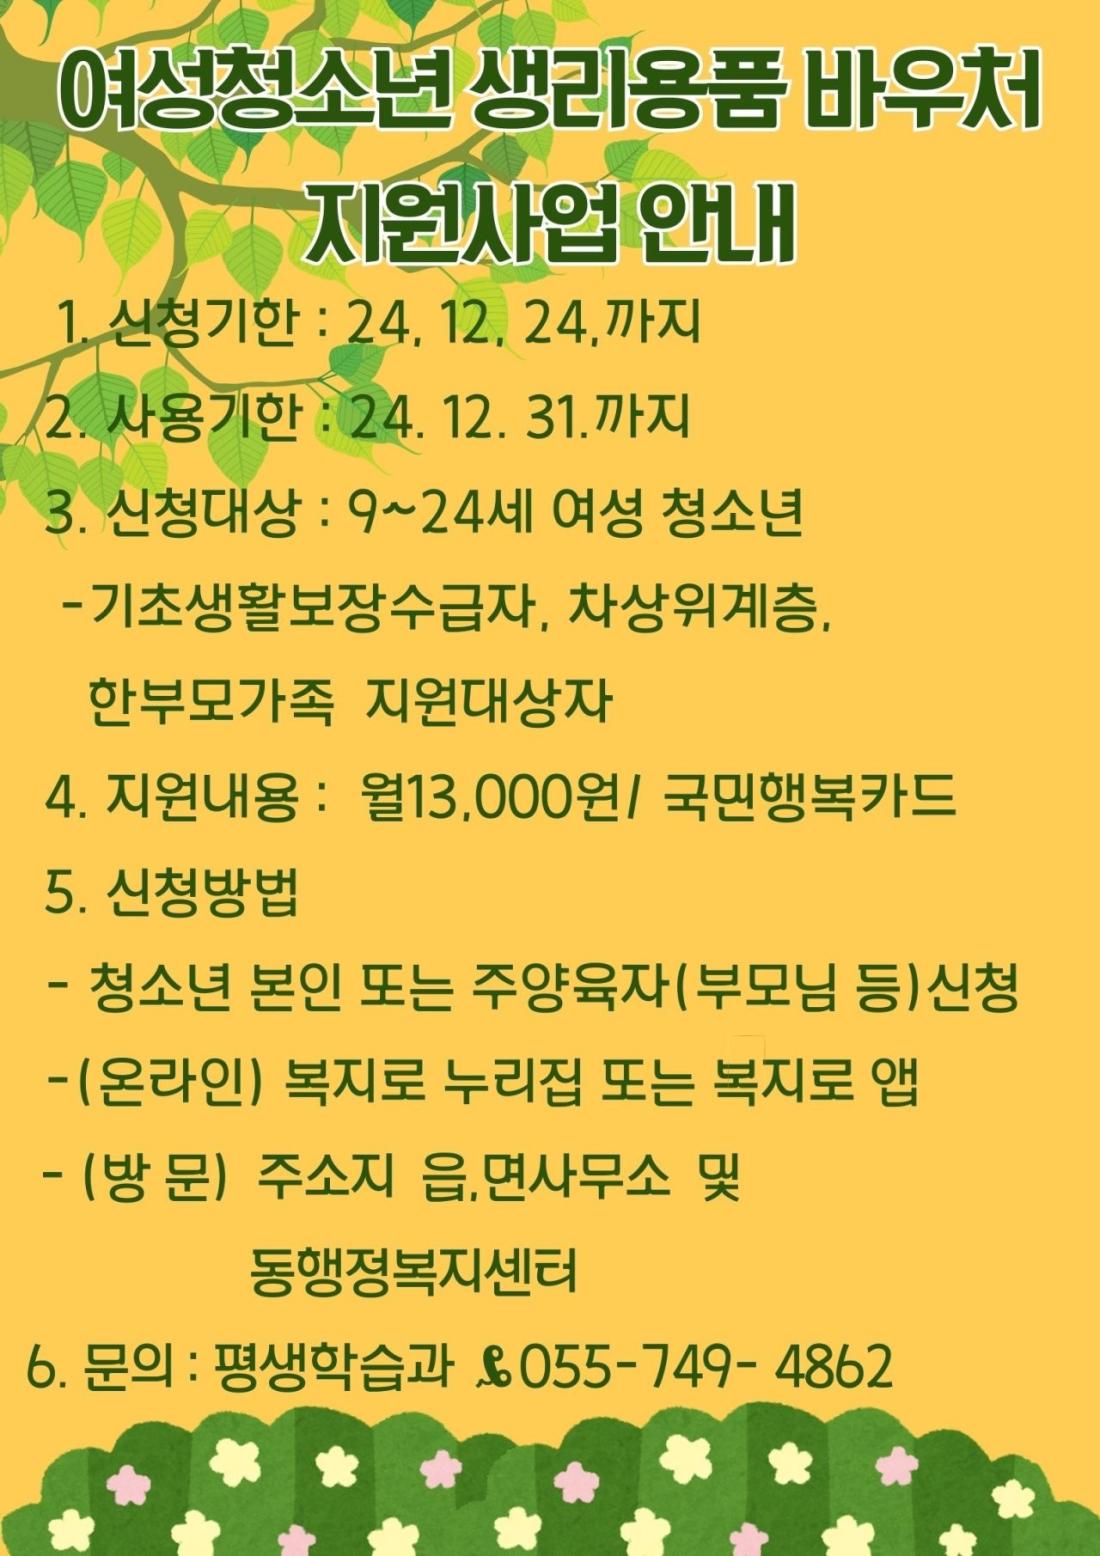 여성청소년 생리용품 바우처
지원사업 안내
1. 신청기한 : 24, 12, 24,까지
2. 사용기한 : 24. 12. 31.까지
3. 신청대상 : 9~24세 여성 청소년
-기초생활보장수급자, 차상위계층,
한부모가족 지원대상자
4. 지원내용 : 월13,000원/ 국민행복카드
5. 신청방법
- 청소년 본인 또는 주양육자(부모님 등)신청
-(온라인) 복지로 누리집 또는 복지로 앱
- (방 문) 주소지 읍,면사무소 및
동행정복지센터
6. 문의 : 평생학습과 055-749- 4862